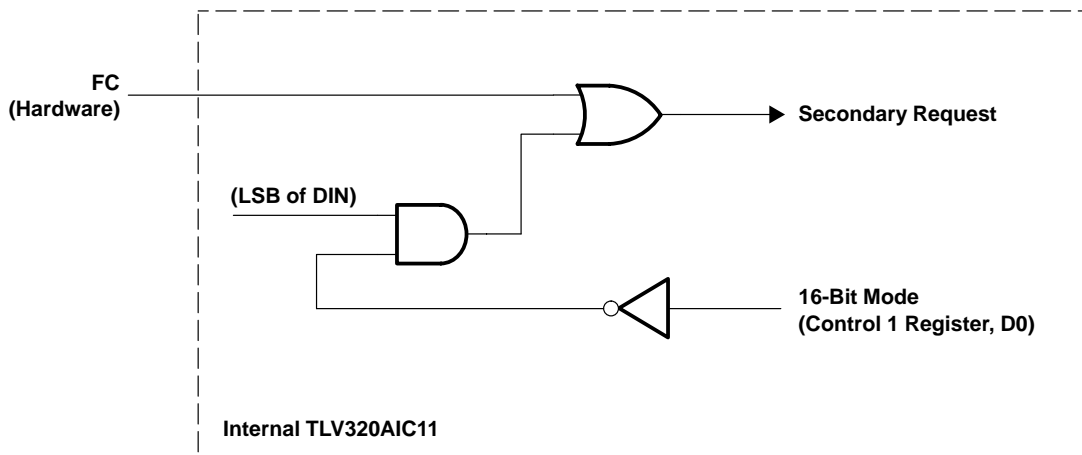 FC
(Hardware)
Secondary Request
(LSB of DIN)
16-Bit Mode
(Control 1 Register, D0)
Internal TLV320AIC11